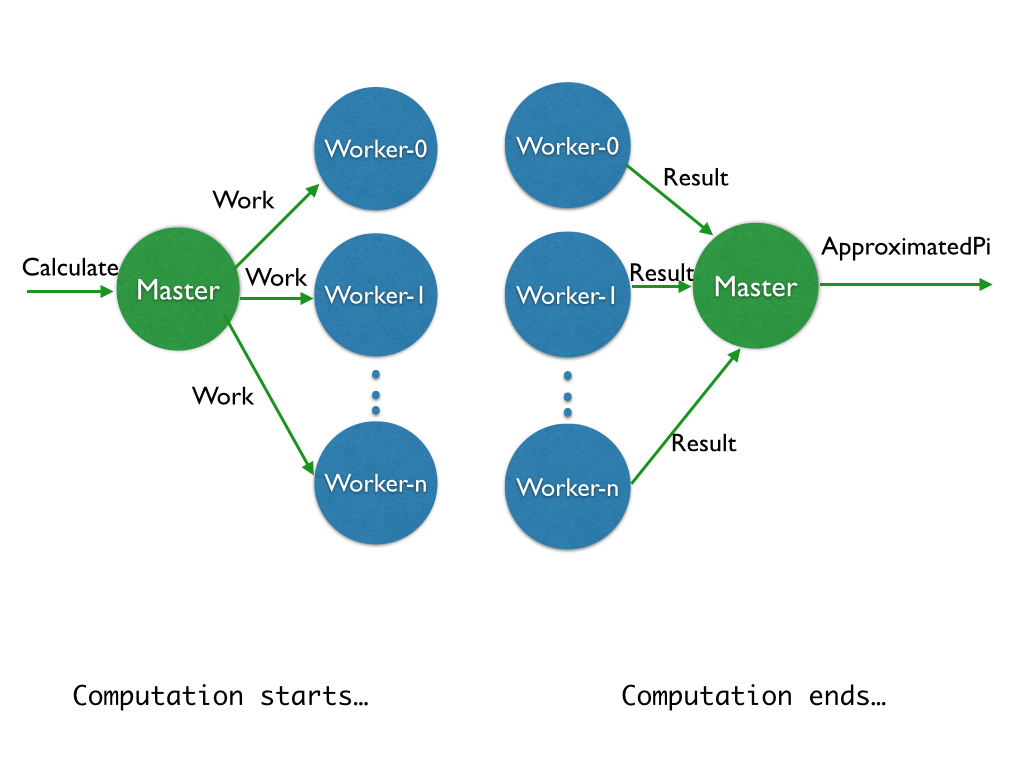 Worker-0
Work
Calculate
Master
Work
Worker-1
Work
Worker-n
Computation starts…
Worker-0
Result
ApproximatedPi
Result
Worker-1
Master
Result
Worker-n
Computation ends…